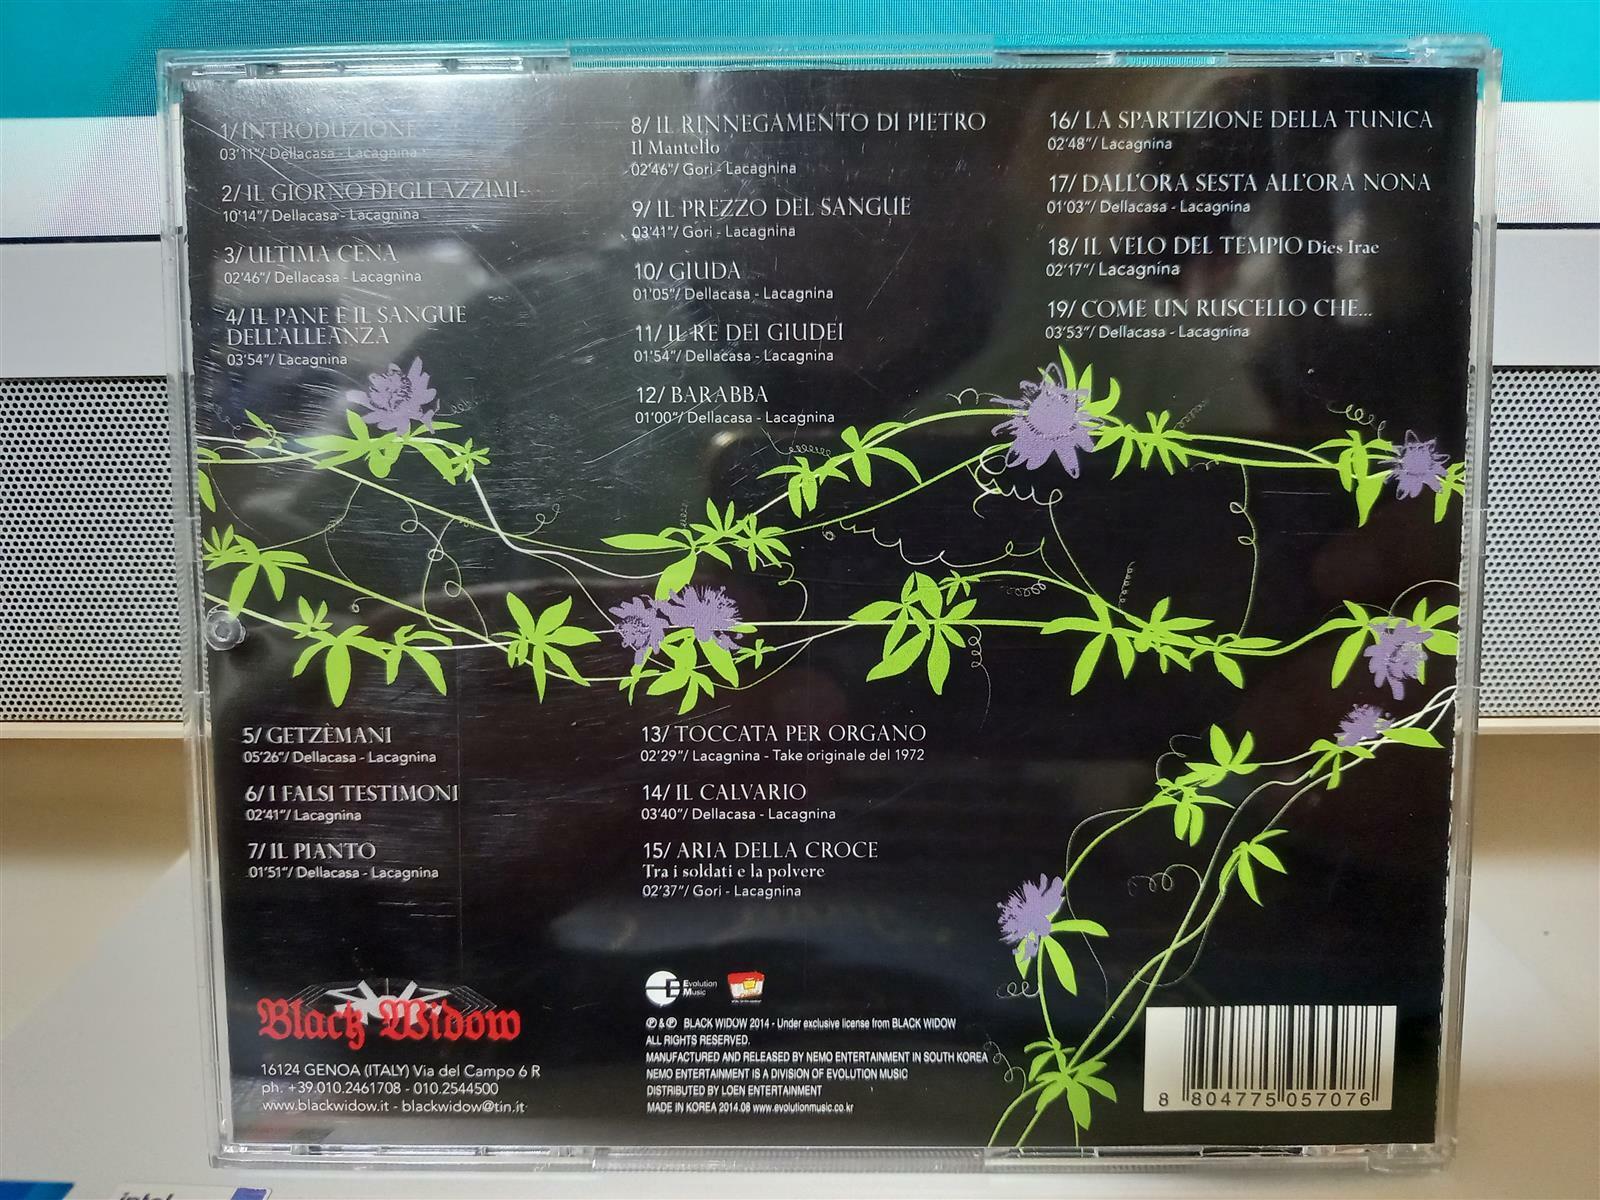 1/ INTRODUZIONE
03'11"/ Dellacasa - Lacagnina
2/ IL GIORNO DEGLI AZZIMI
10'14"/ Dellacasa - Lacagnina
3/ ULTIMA CENA
02'46"/ Dellacasa - Lacagnina
4/ IL PANE E IL SANGUE
DELL'ALLEANZA
03'54"/ Lacagnina
5/ GETZÈMANI
05'26"/ Dellacasa - Lacagnina
6/ I FALSI TESTIMONI
02'41"/ Lacagnina
7/ IL PIANTO
01'51"/ Dellacasa - Lacagnina
8/ IL RINNEGAMENTO DI PIETRO
Il Mantello
02'46"/ Gori - Lacagnina
9/ IL PREZZO DEL SANGUE
03'41"/ Gori - Lacagnina
10/ GIUDA
01'05"/ Dellacasa - Lacagnina
11/ IL RE DEI GIUDEI
01'54"/ Dellacasa - Lacagnina
12/ BARABBA
01'00"/ Dellacasa - Lacagnina
13/ TOCCATA PER ORGANO
02'29"/ Lacagnina - Take originale del 1972
14/ IL CALVARIO
03'40"/ Dellacasa - Lacagnina
15/ ARIA DELLA CROCE
Tra i soldati e la polvere
02'37"/ Gori - Lacagnina
16/ LA SPARTIZIONE DELLA TUNICA
02'48"/ Lacagnina
17/ DALL'ORA SESTA ALL'ORA NONA
01'03"/ Dellacasa - Lacagnina
18/ IL VELO DEL TEMPIO Dies Irae
02'17"/ Lacagnina
19/ COME UN RUSCELLO CHE...
03'53"/ Dellacasa - Lacagnina
Black Widow
16124 GENOA (ITALY) Via del Campo 6 R
ph. +39.010.2461708 - 010.2544500
www.blackwidow.it - blackwidow@tin.it
Evolution
Music
℗ & ℗ BLACK WIDOW 2014 - Under exclusive license from BLACK WIDOW
ALL RIGHTS RESERVED.
MANUFACTURED AND RELEASED BY NEMO ENTERTAINMENT IN SOUTH KOREA
NEMO ENTERTAINMENT IS A DIVISION OF EVOLUTION MUSIC
DISTRIBUTED BY LOEN ENTERTAINMENT
MADE IN KOREA 2014.08 www.evolutionmusic.co.kr
8 804775 057076
intel